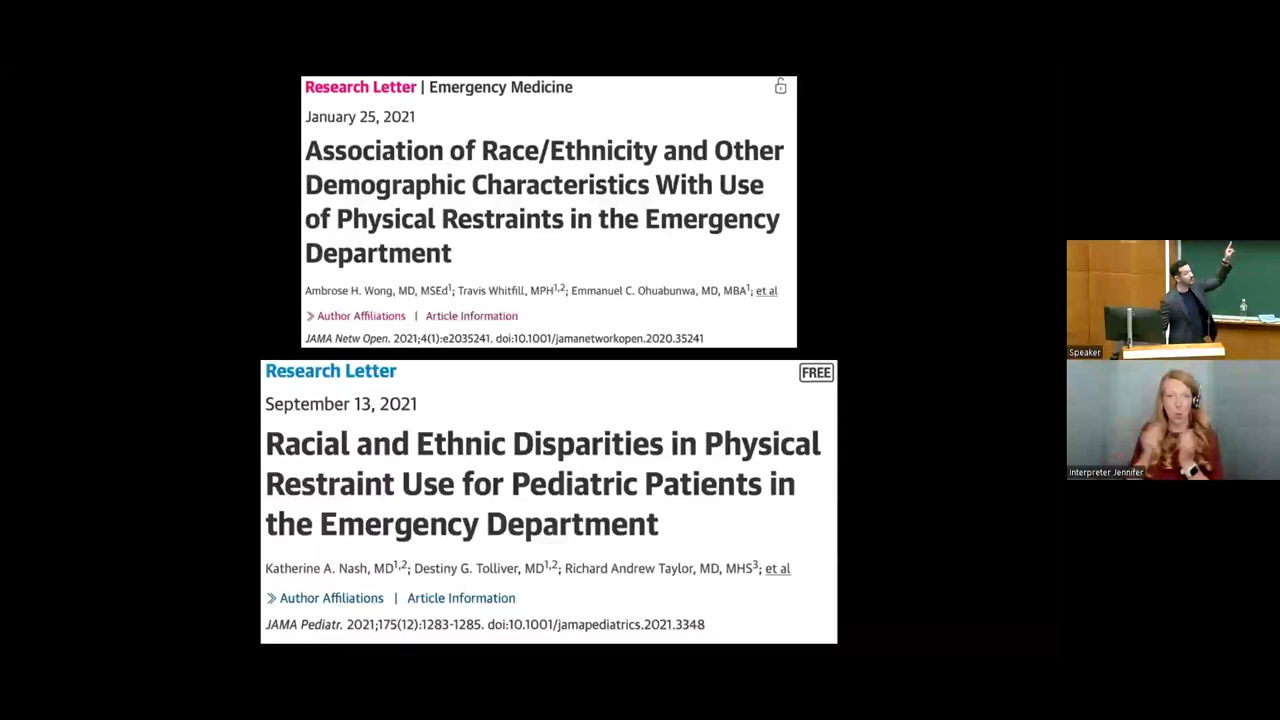 Research Letter | Emergency Medicine
January 25, 2021
Association of Race/Ethnicity and Other
Demographic Characteristics With Use
of Physical Restraints in the Emergency
Department
Ambrose H. Wong, MD, MSEd1; Travis Whitfill, MPH1,2; Emmanuel C. Ohuabunwa, MD, MBA1; et al
Author Affiliations | Article Information
JAMA Netw Open. 2021;4(1):e2035241. doi:10.1001/jamanetworkopen.2020.35241
Research Letter
FREE
September 13, 2021
Racial and Ethnic Disparities in Physical
Restraint Use for Pediatric Patients in
the Emergency Department
Katherine A. Nash, MD1,2; Destiny G. Tolliver, MD1,2; Richard Andrew Taylor, MD, MHS3; et al
Author Affiliations | Article Information
JAMA Pediatr. 2021;175(12):1283-1285. doi:10.1001/jamapediatrics.2021.3348
Speaker
Interpreter Jennifer